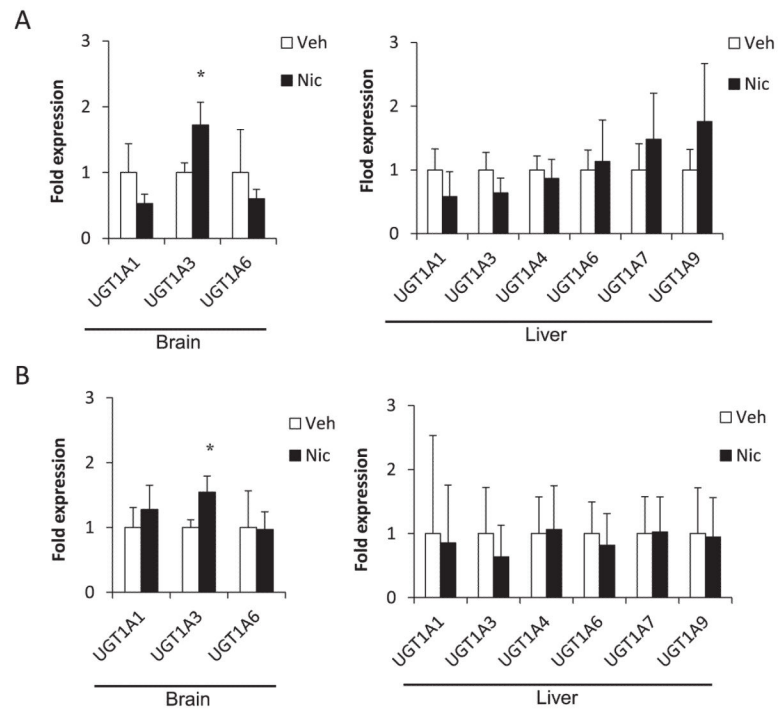 A
Fold expression
3
2
1
0
*
Veh
Nic
UGT1A1
UGT1A3
UGT1A6
Brain
Flod expression
3
2
1
0
Veh
Nic
UGT1A1
UGT1A3
UGT1A4
UGT1A6
UGT1A7
UGT1A9
Liver
B
Fold expression
3
2
1
0
*
Veh
Nic
UGT1A1
UGT1A3
UGT1A6
Brain
Fold expression
3
2
1
0
Veh
Nic
UGT1A1
UGT1A3
UGT1A4
UGT1A6
UGT1A7
UGT1A9
Liver